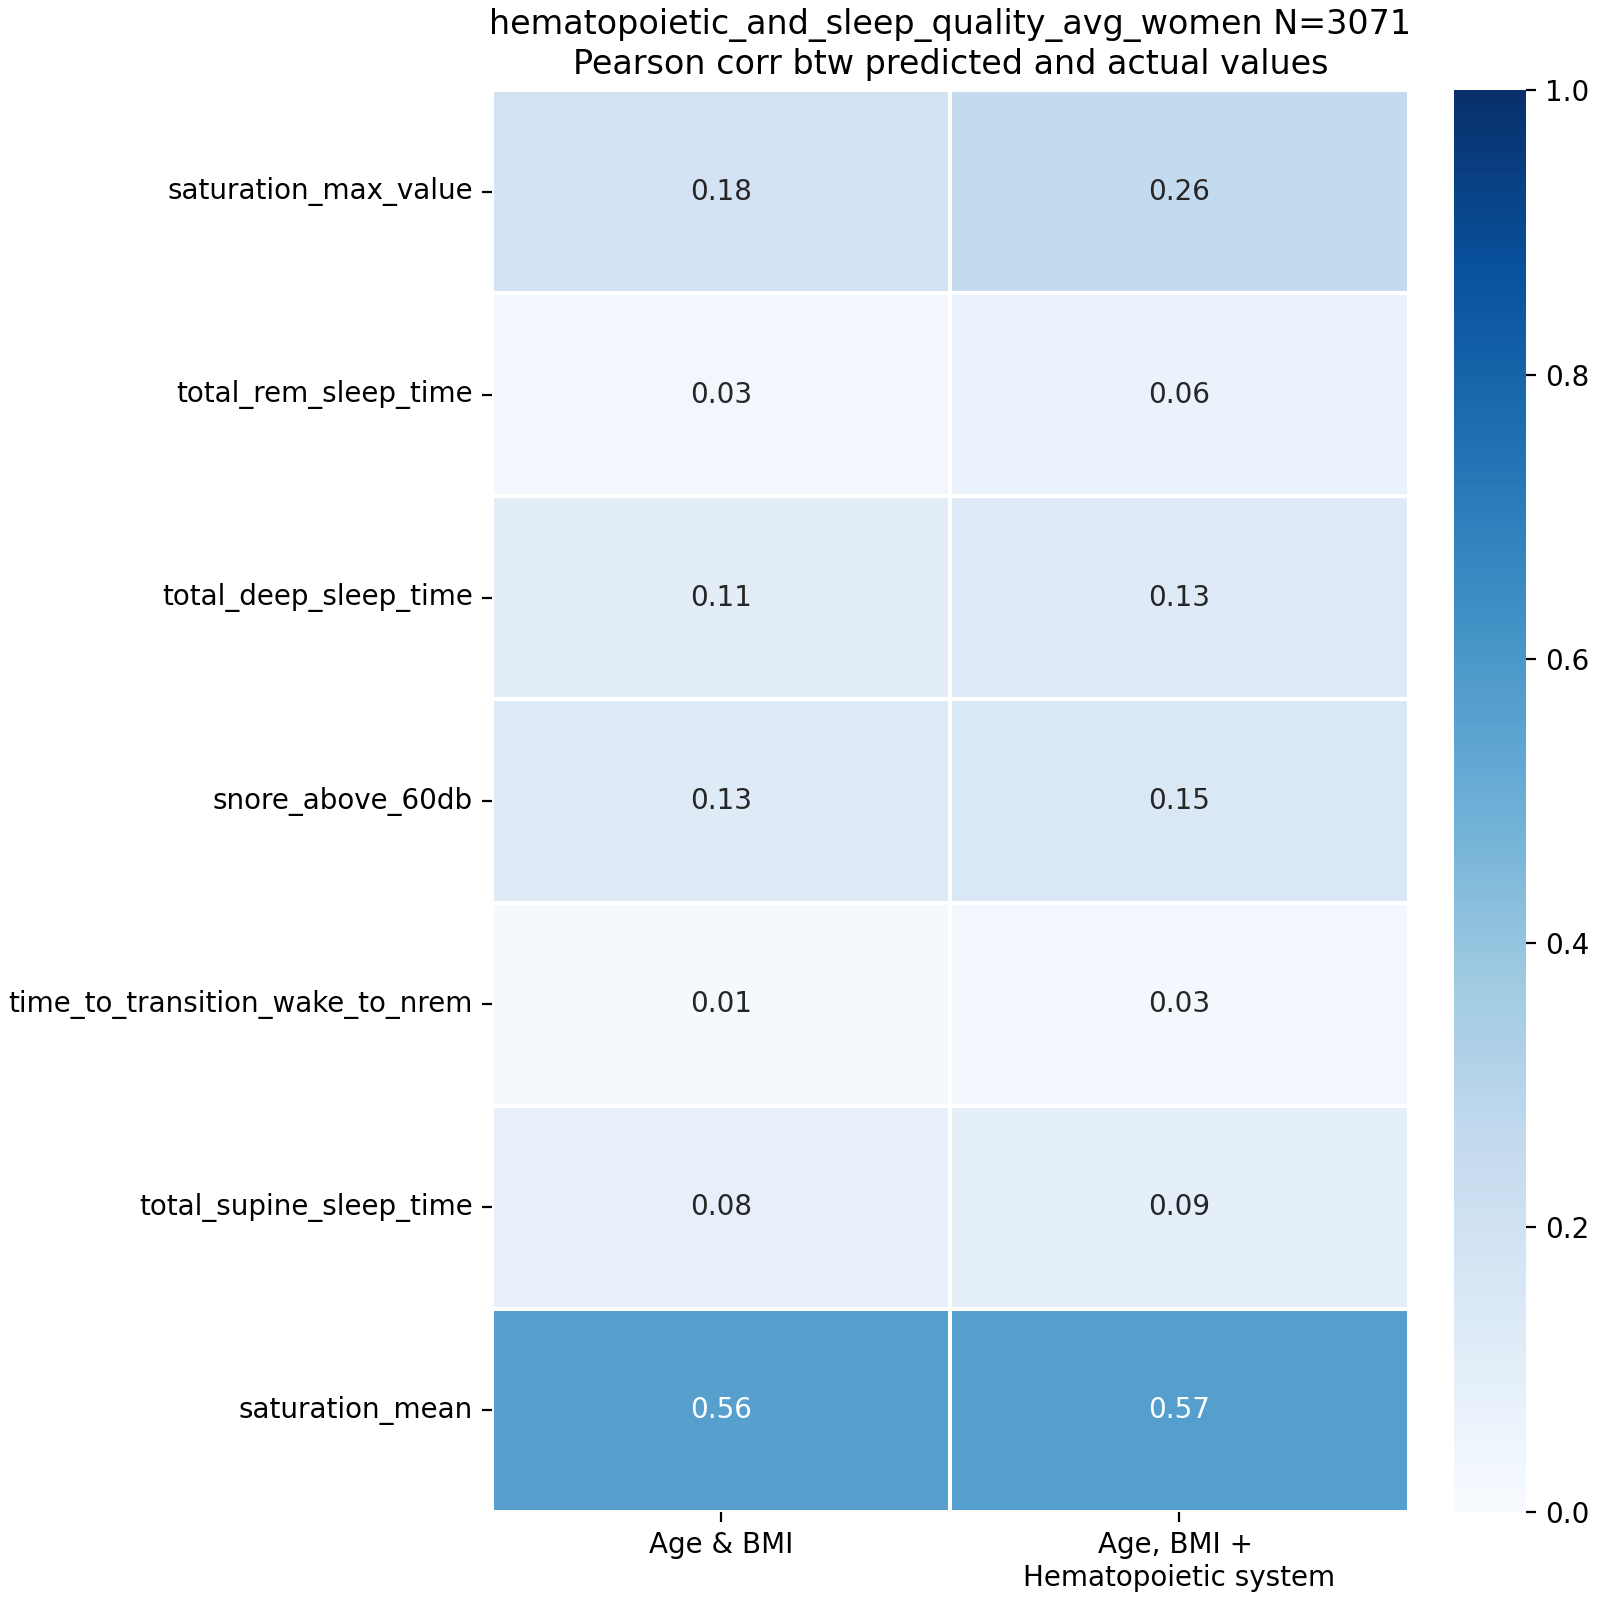 hematopoietic_and_sleep_quality_avg_women N=3071
Pearson corr btw predicted and actual values
1.0
saturation_max_value 0.18 0.26
0.8
total_rem_sleep_time 0.03 0.06
total_deep_sleep_time 0.11 0.13
0.6
snore_above_60db 0.13 0.15
0.4
time_to_transition_wake_to_nrem 0.01 0.03
total_supine_sleep_time 0.08 0.09
0.2
saturation_mean 0.56 0.57
0.0
Age & BMI
Age, BMI +
Hematopoietic system